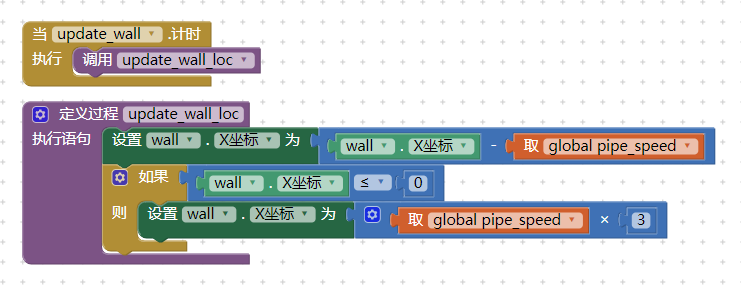 当 update_wall .计时
执行 调用 update_wall_loc
定义过程 update_wall_loc
执行语句 设置 wall . X坐标 为 wall . X坐标 - 取 global pipe_speed
如果 wall . X坐标 ≤ 0
则 设置 wall . X坐标 为 取 global pipe_speed × 3